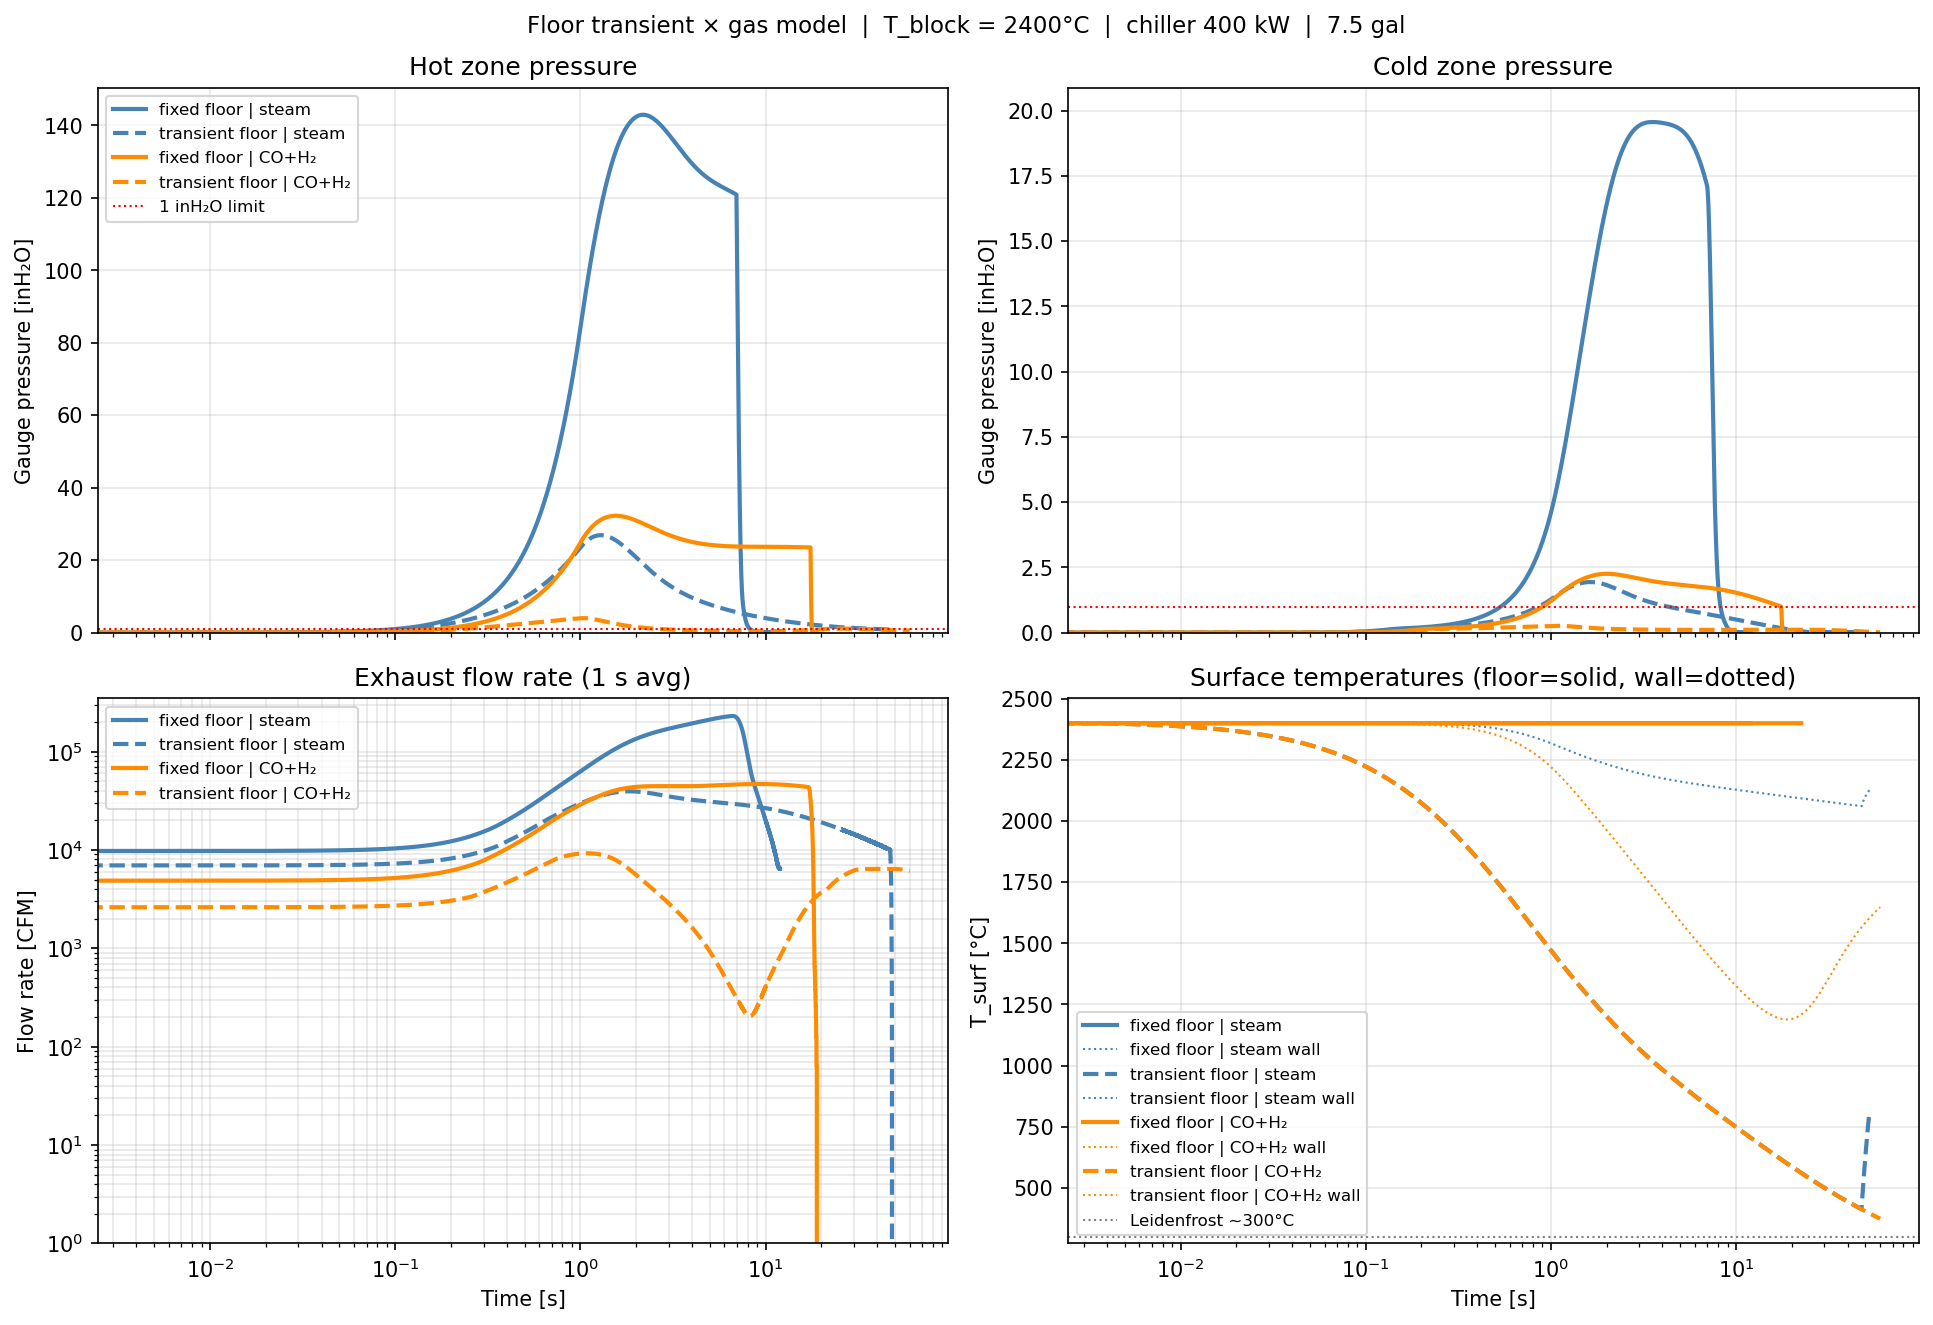 Floor transient × gas model | T_block = 2400°C | chiller 400 kW | 7.5 gal
Hot zone pressure
Gauge pressure [inH₂O]
140
120
100
80
60
40
20
0
fixed floor | steam
transient floor | steam
fixed floor | CO+H₂
transient floor | CO+H₂
1 inH₂O limit
Cold zone pressure
Gauge pressure [inH₂O]
20.0
17.5
15.0
12.5
10.0
7.5
5.0
2.5
0.0
Exhaust flow rate (1 s avg)
Flow rate [CFM]
10⁵
10⁴
10³
10²
10¹
10⁰
fixed floor | steam
transient floor | steam
fixed floor | CO+H₂
transient floor | CO+H₂
10⁻² 10⁻¹ 10⁰ 10¹
Time [s]
Surface temperatures (floor=solid, wall=dotted)
T_surf [°C]
2500
2250
2000
1750
1500
1250
1000
750
500
fixed floor | steam
fixed floor | steam wall
transient floor | steam
transient floor | steam wall
fixed floor | CO+H₂
fixed floor | CO+H₂ wall
transient floor | CO+H₂
transient floor | CO+H₂ wall
Leidenfrost ~300°C
10⁻² 10⁻¹ 10⁰ 10¹
Time [s]